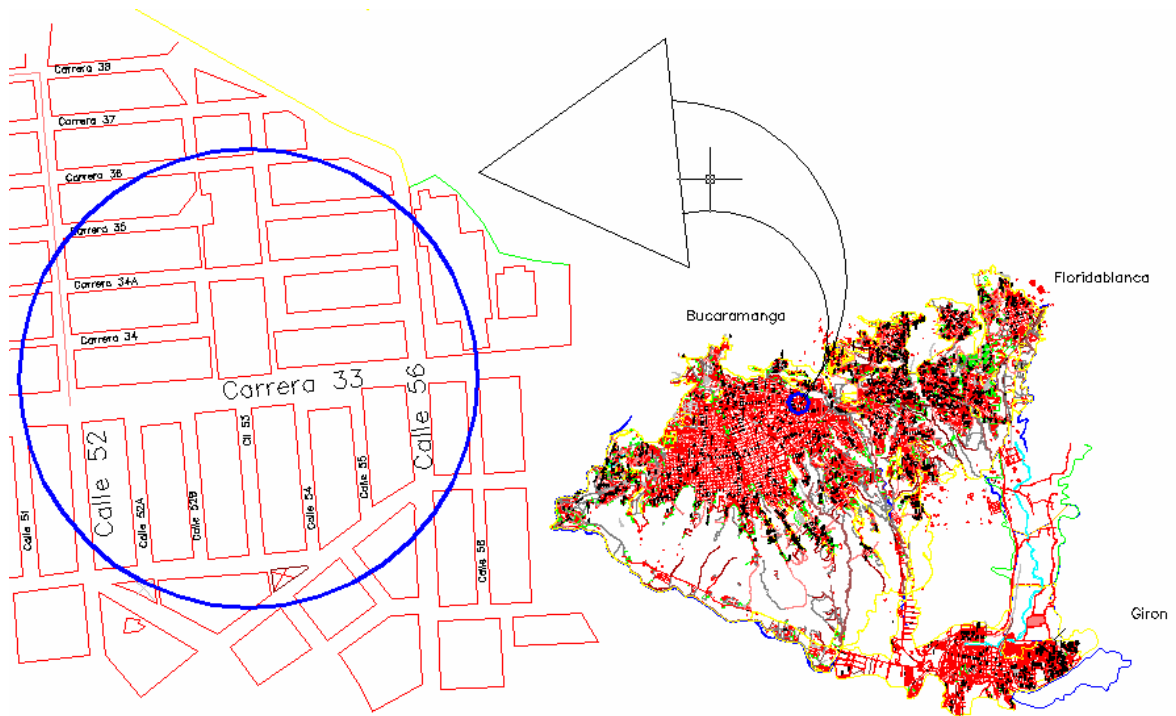 Carrera 38
Carrera 37
Carrera 36
Carrera 35
Carrera 34A
Carrera 34
Carrera 33
Calle 51
Calle 52
Calle 52A
Calle 52B
Cll 53
Calle 54
Calle 55
Calle 56
Calle 58
Bucaramanga
Floridablanca
Giron